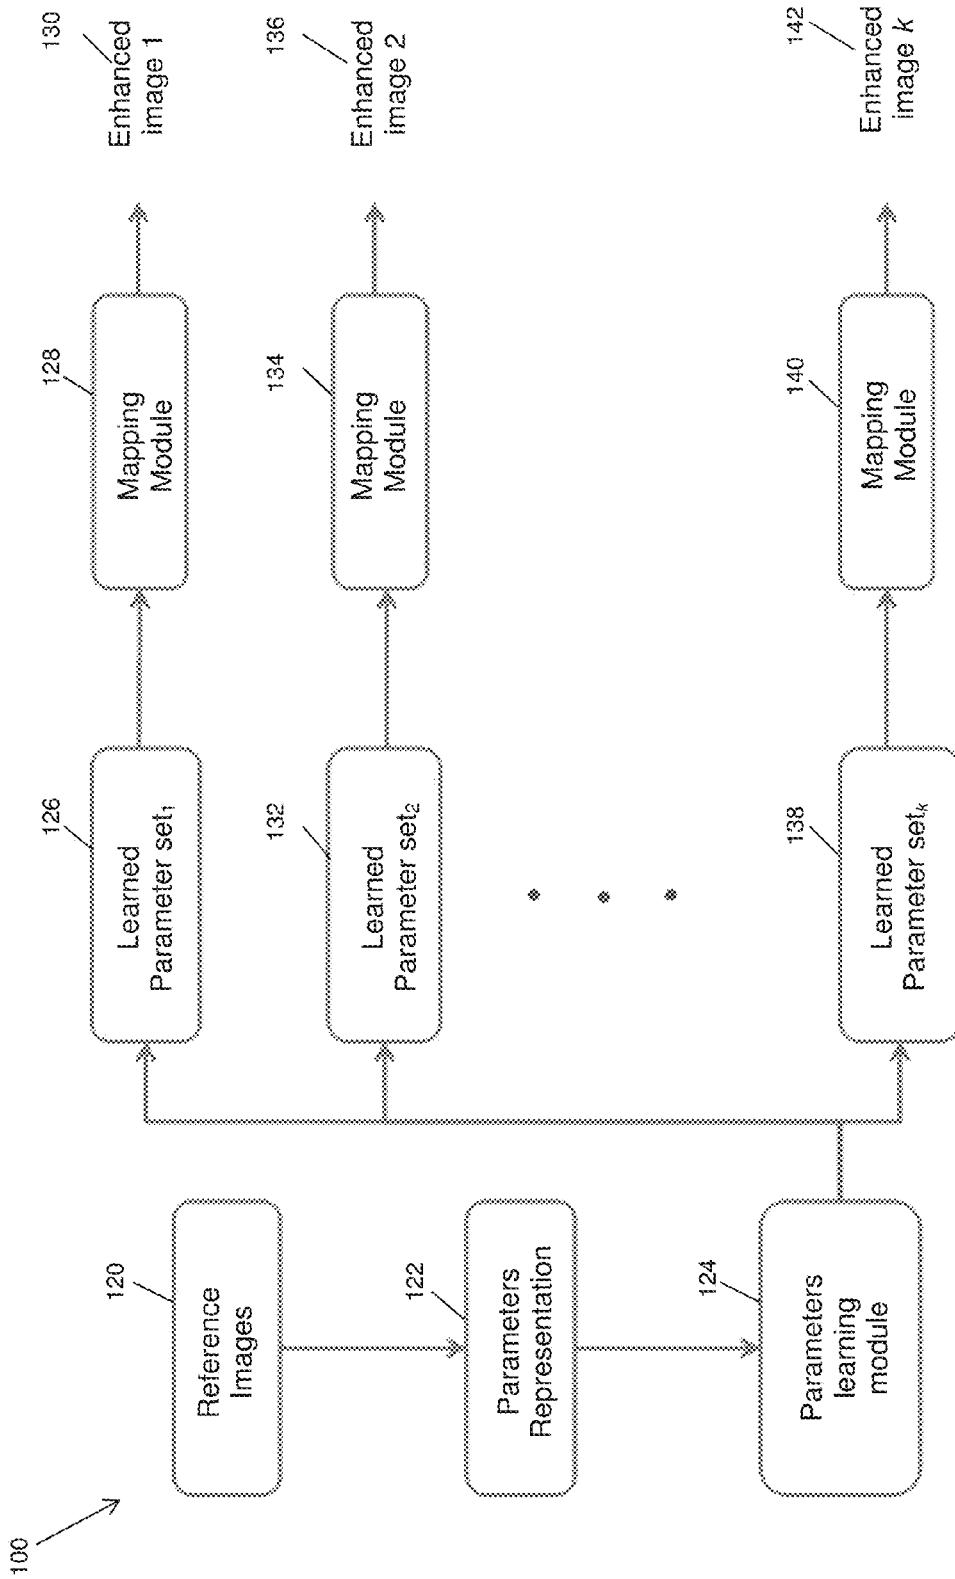 100
120
Reference
Images
122
Parameters
Representation
124
Parameters
learning
module
126
Learned
Parameter set₁
128
Mapping
Module
130
Enhanced
image 1
132
Learned
Parameter set₂
134
Mapping
Module
136
Enhanced
image 2
138
Learned
Parameter setₖ
140
Mapping
Module
142
Enhanced
image k